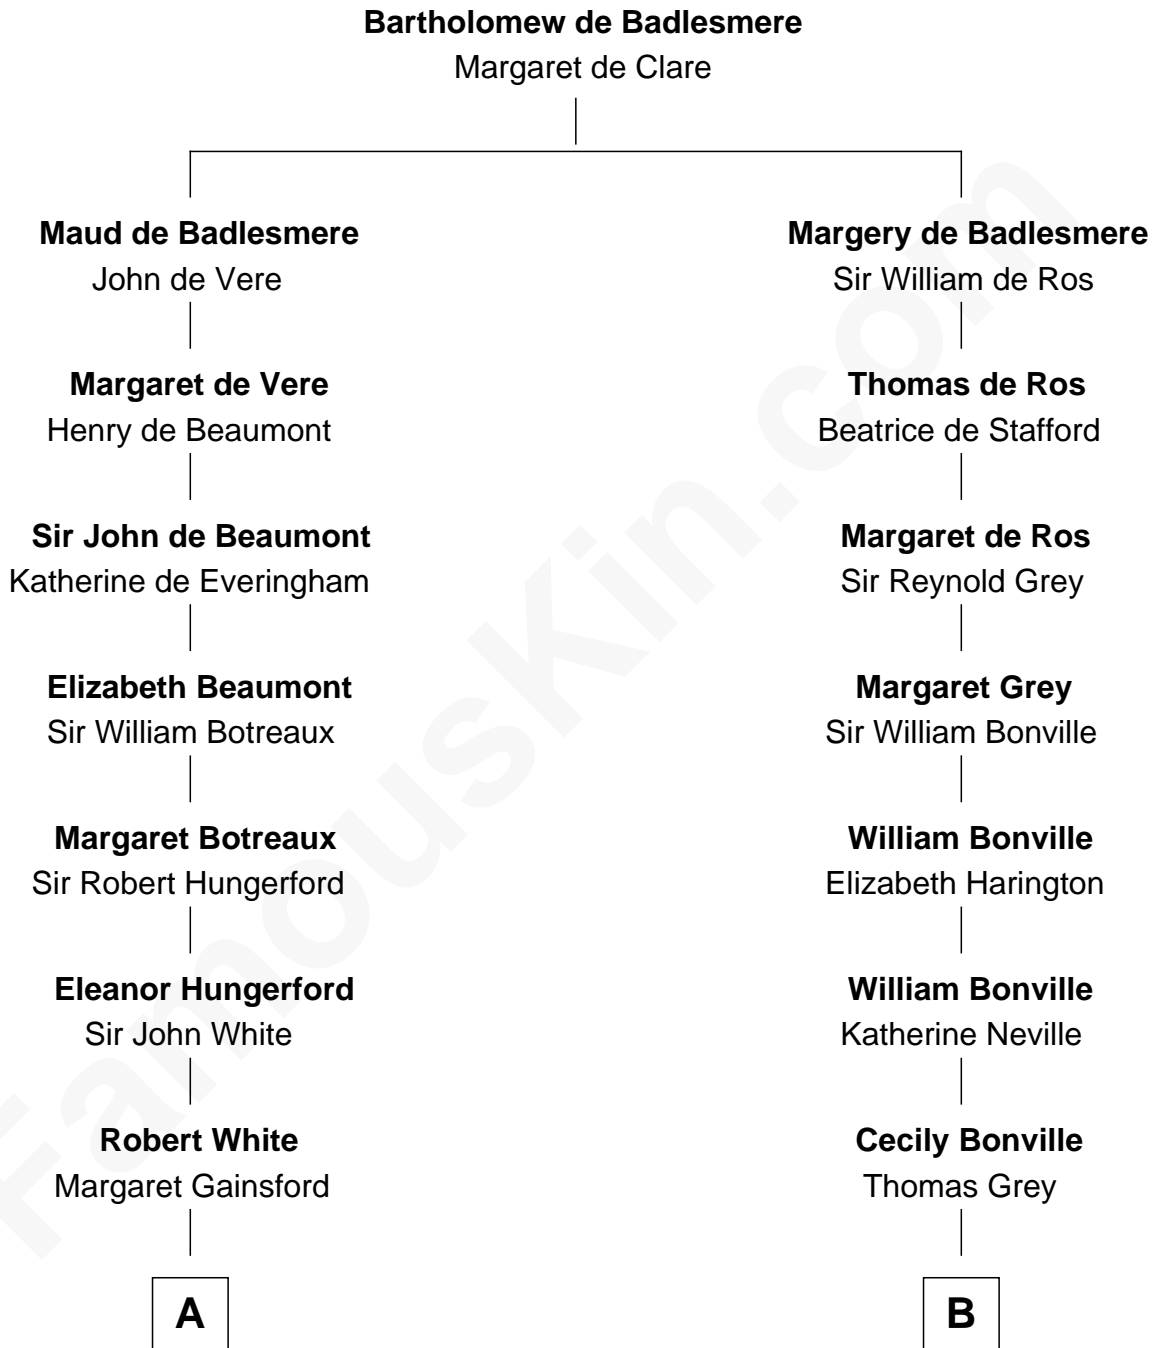 Bartholomew de Badlesmere
Margaret de Clare
Maud de Badlesmere
John de Vere
Margery de Badlesmere
Sir William de Ros
Margaret de Vere
Henry de Beaumont
Thomas de Ros
Beatrice de Stafford
Sir John de Beaumont
Katherine de Everingham
Margaret de Ros
Sir Reynold Grey
Elizabeth Beaumont
Sir William Botreaux
Margaret Grey
Sir William Bonville
Margaret Botreaux
Sir Robert Hungerford
William Bonville
Elizabeth Harington
Eleanor Hungerford
Sir John White
William Bonville
Katherine Neville
Robert White
Margaret Gainsford
Cecily Bonville
Thomas Grey
A
B
FamousKin.com